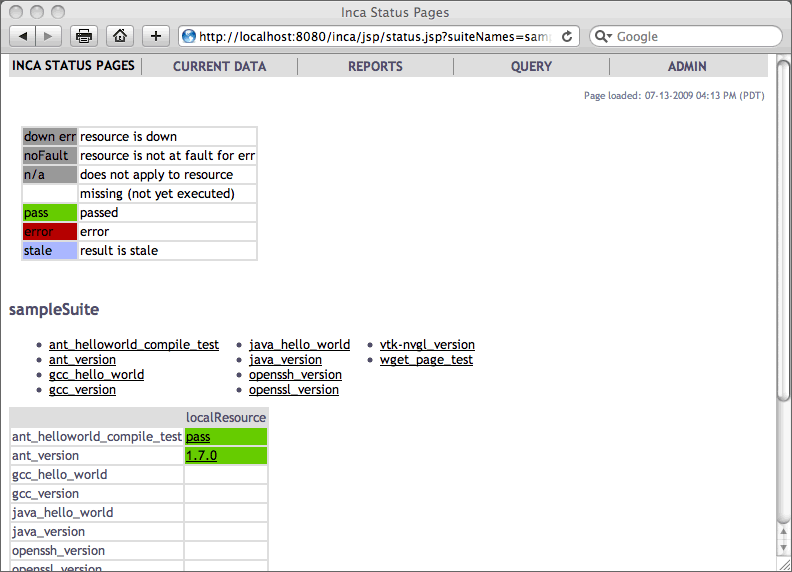 Inca Status Pages
http://localhost:8080/inca/jsp/status.jsp?suiteNames=sam
Google
INCA STATUS PAGES CURRENT DATA REPORTS QUERY ADMIN
Page loaded: 07-13-2009 04:13 PM (PDT)
down err resource is down
noFault resource is not at fault for err
n/a does not apply to resource
missing (not yet executed)
pass passed
error error
stale result is stale
sampleSuite
ant_helloworld_compile_test java_hello_world vtk-nvgl_version
ant_version java_version wget_page_test
gcc_hello_world openssh_version
gcc_version openssl_version
localResource
ant_helloworld_compile_test pass
ant_version 1.7.0
gcc_hello_world
gcc_version
java_hello_world
java_version
openssh_version
openssl_version